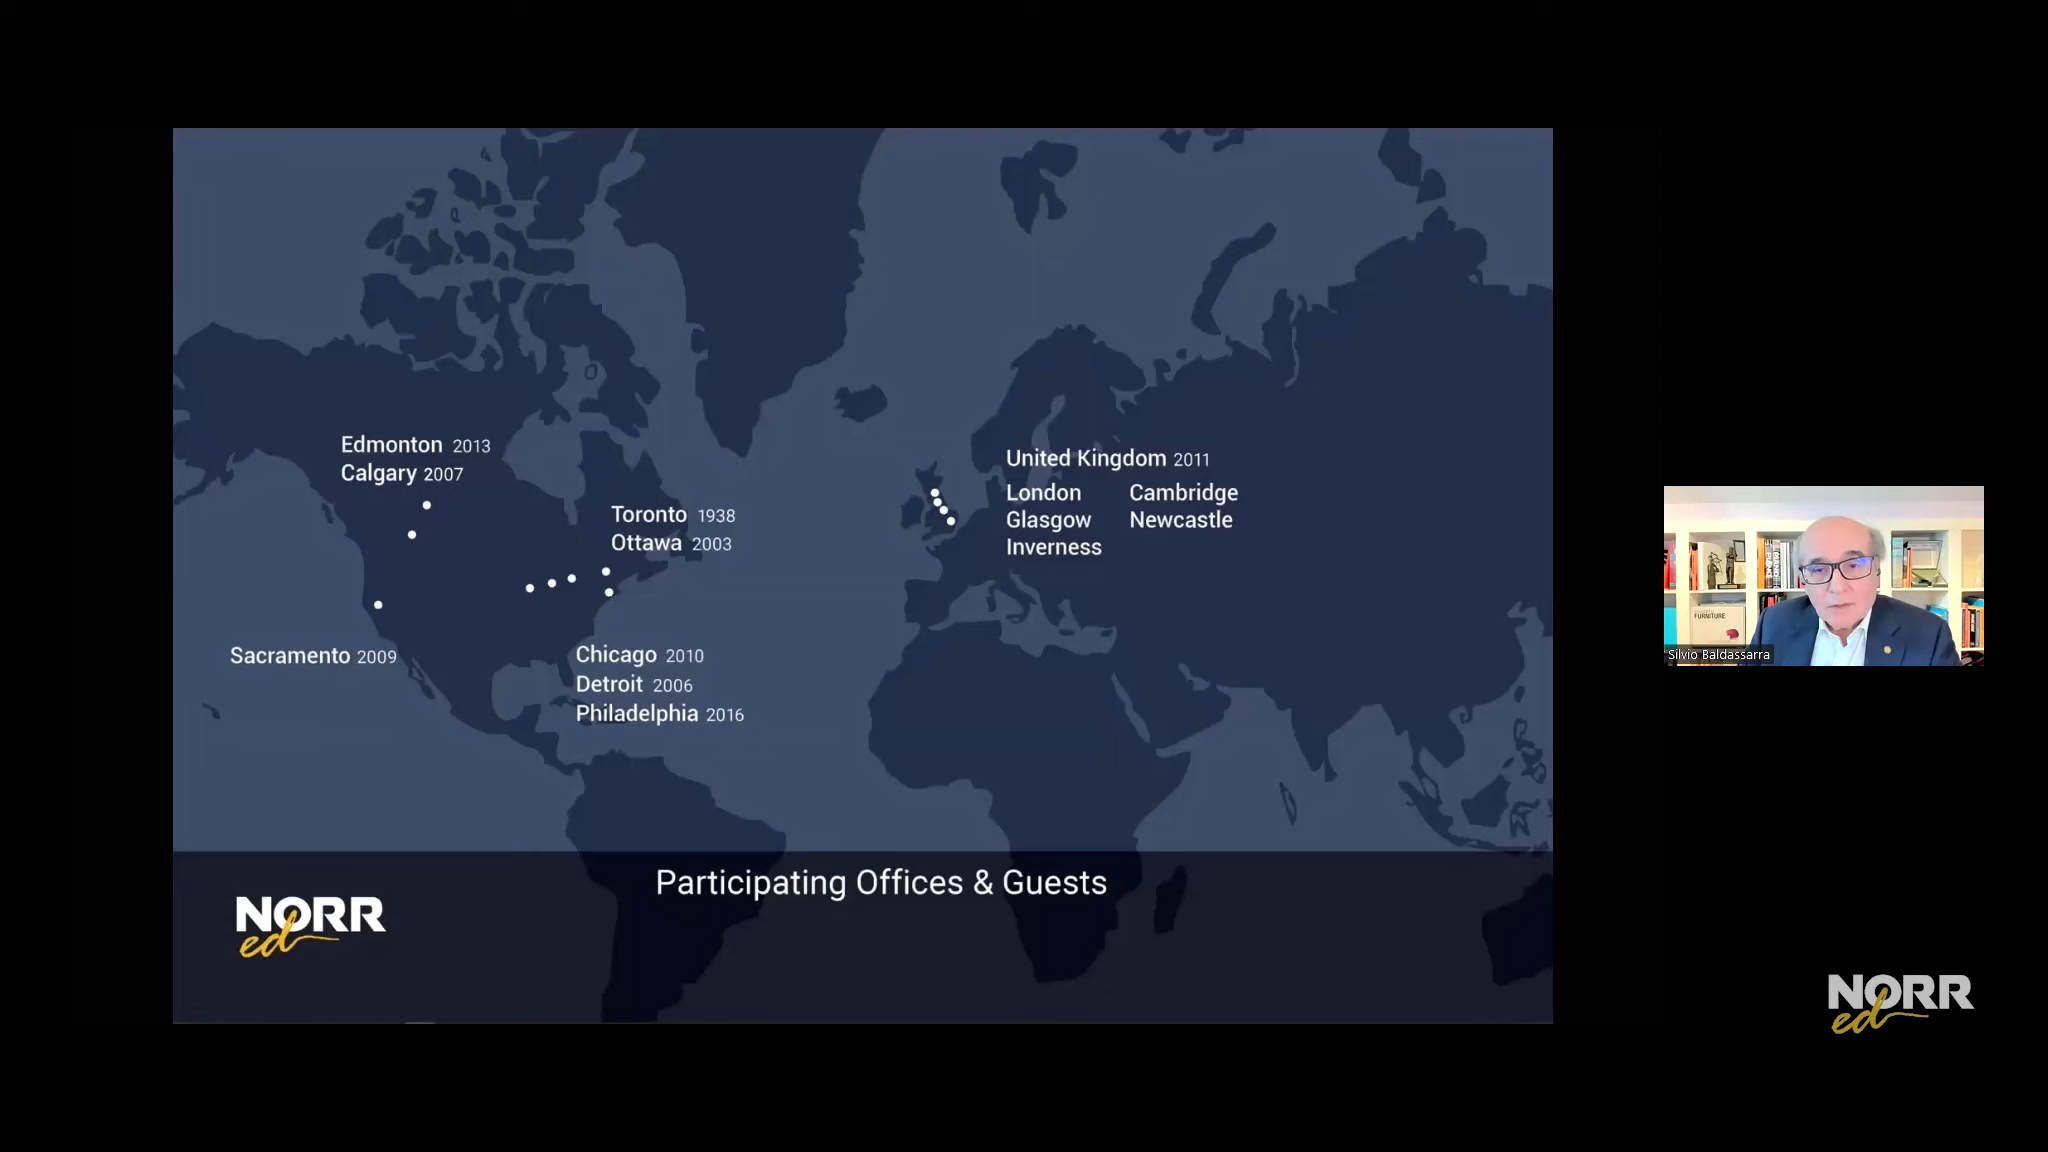 Edmonton 2013
Calgary 2007
Toronto 1938
Ottawa 2003
Sacramento 2009
Chicago 2010
Detroit 2006
Philadelphia 2016
United Kingdom 2011
London Cambridge
Glasgow Newcastle
Inverness
Participating Offices & Guests
NORR
ed
FURNITURE
Silvio Baldassarra
NORR
ed